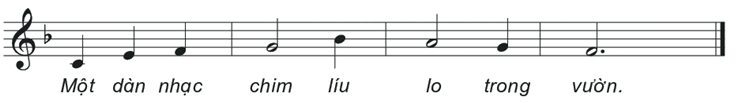 Một dàn nhạc chim líu lo trong vườn.